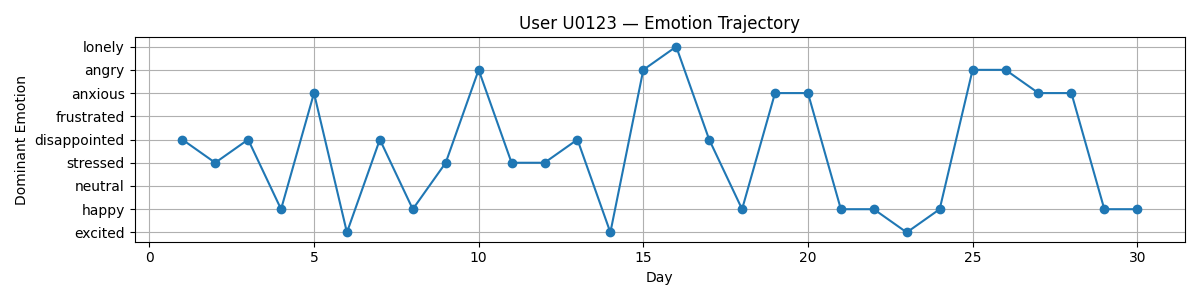 User U0123 — Emotion Trajectory
Dominant Emotion
lonely
angry
anxious
frustrated
disappointed
stressed
neutral
happy
excited
0 5 10 15 20 25 30
Day